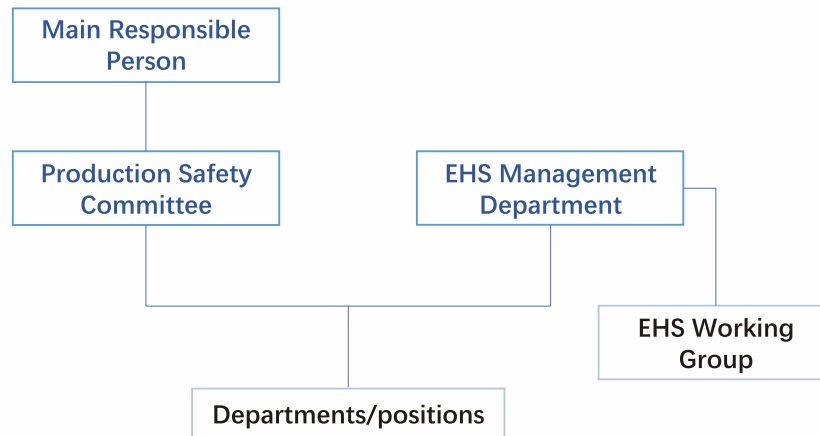 Main Responsible
Person
Production Safety
Committee
EHS Management
Department
EHS Working
Group
Departments/positions